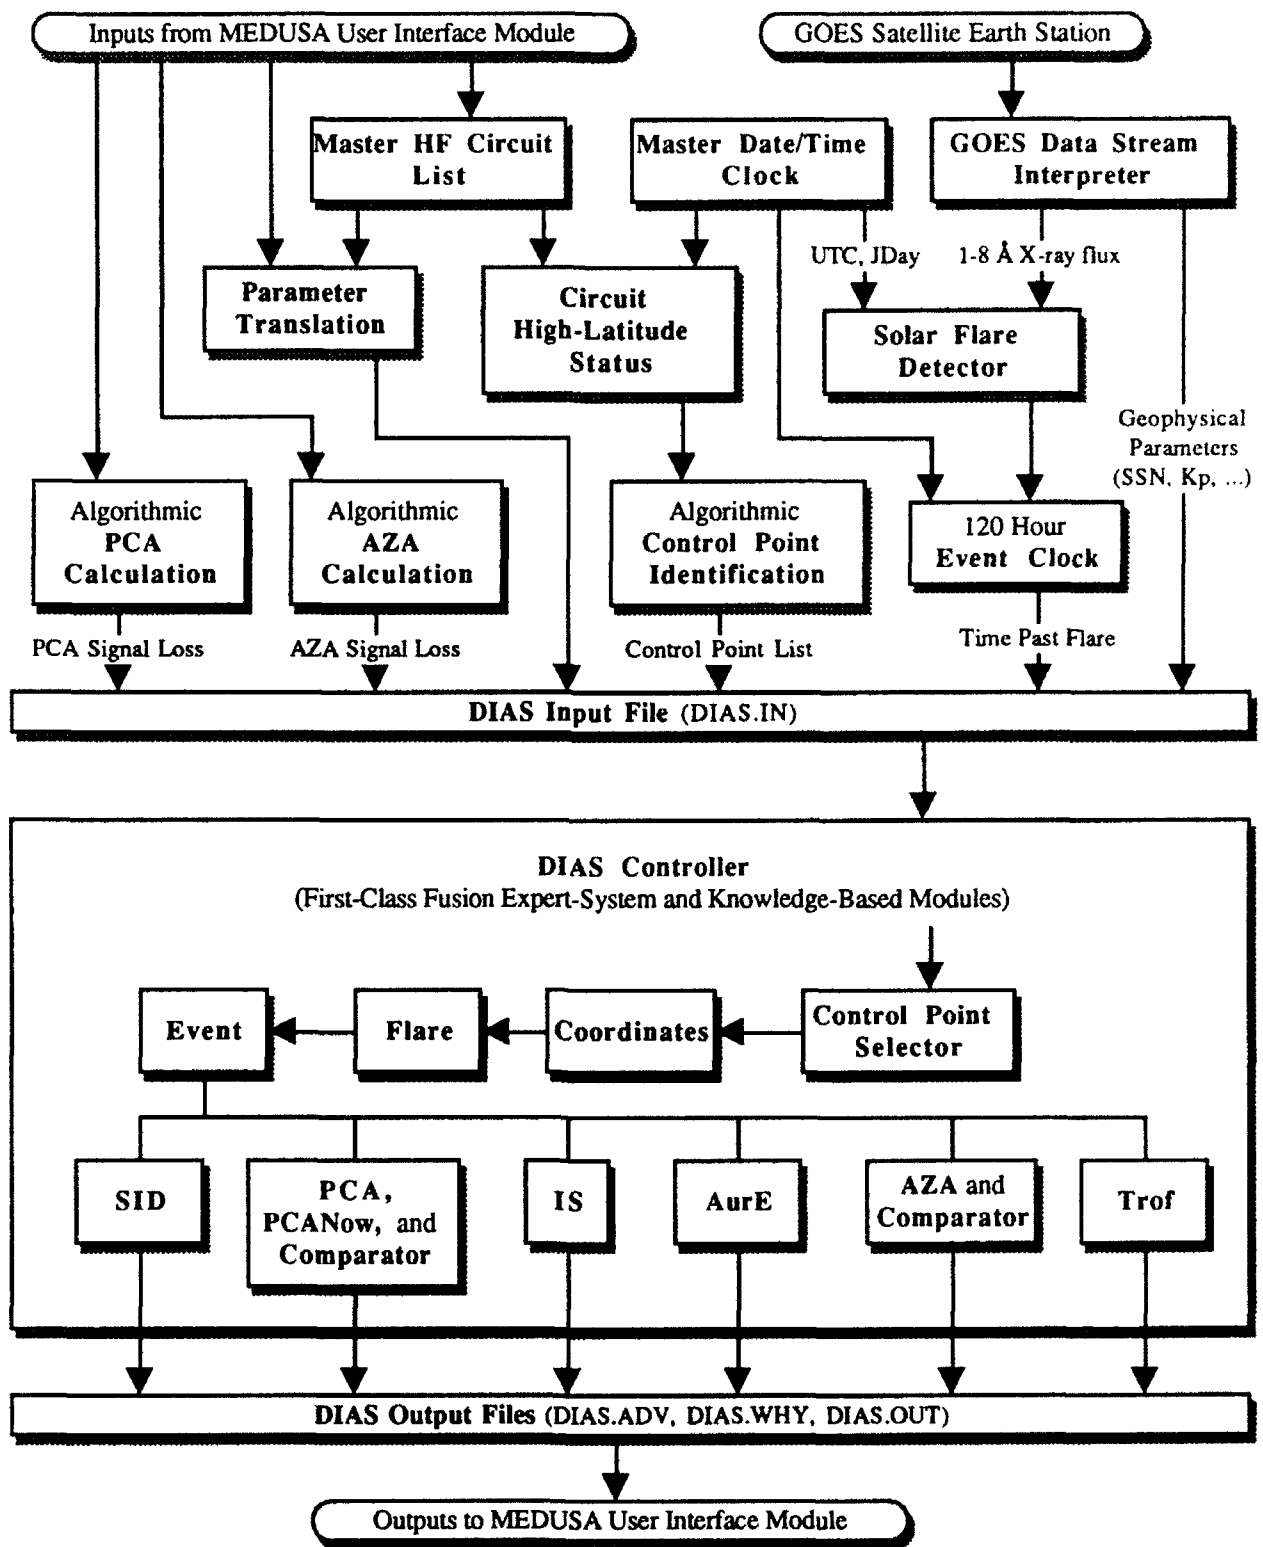 Inputs from MEDUSA User Interface Module
GOES Satellite Earth Station
Master HF Circuit
List
Master Date/Time
Clock
GOES Data Stream
Interpreter
UTC, JDay
1-8 Å X-ray flux
Parameter
Translation
Circuit
High-Latitude
Status
Solar Flare
Detector
Geophysical
Parameters
(SSN, Kp, ...)
Algorithmic
PCA
Calculation
Algorithmic
AZA
Calculation
Algorithmic
Control Point
Identification
120 Hour
Event Clock
PCA Signal Loss
AZA Signal Loss
Control Point List
Time Past Flare
DIAS Input File (DIAS.IN)
DIAS Controller
(First-Class Fusion Expert-System and Knowledge-Based Modules)
Event
Flare
Coordinates
Control Point
Selector
SID
PCA,
PCANow, and
Comparator
IS
AurE
AZA and
Comparator
Trof
DIAS Output Files (DIAS.ADV, DIAS.WHY, DIAS.OUT)
Outputs to MEDUSA User Interface Module